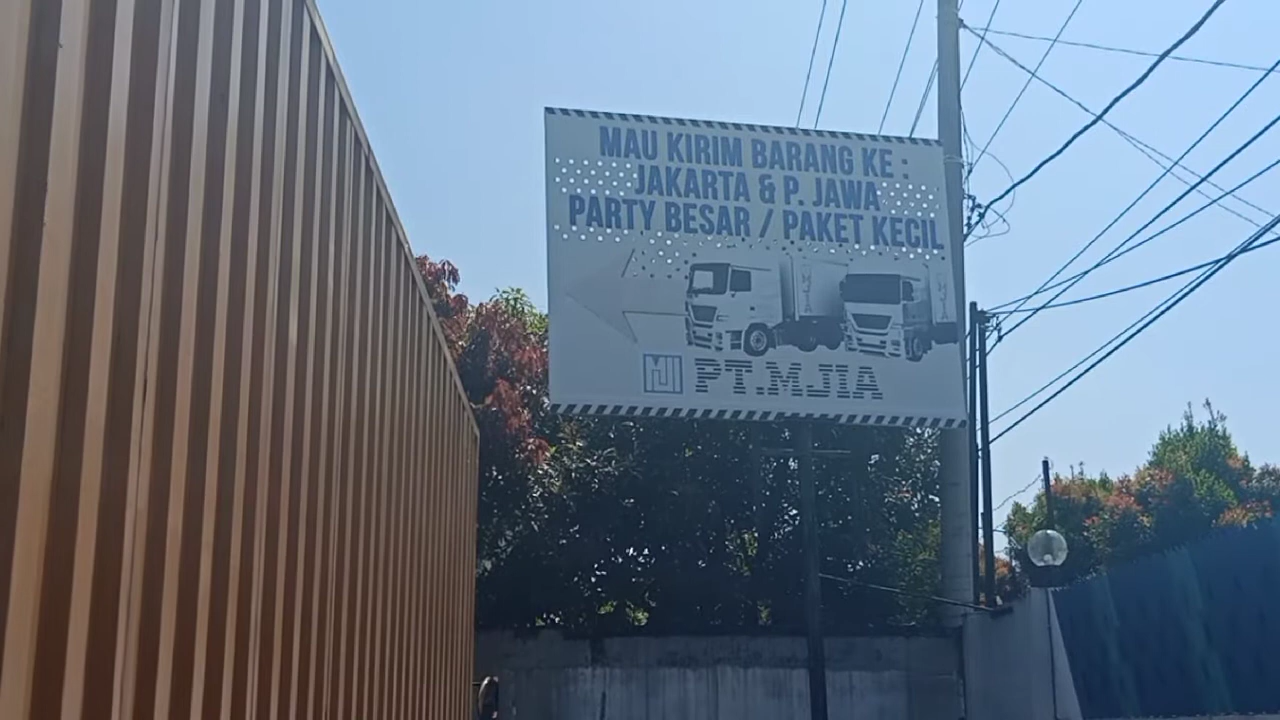 MAU KIRIM BARANG KE :
JAKARTA & P. JAWA
PARTY BESAR / PAKET KECIL
MJI PT.MJIA